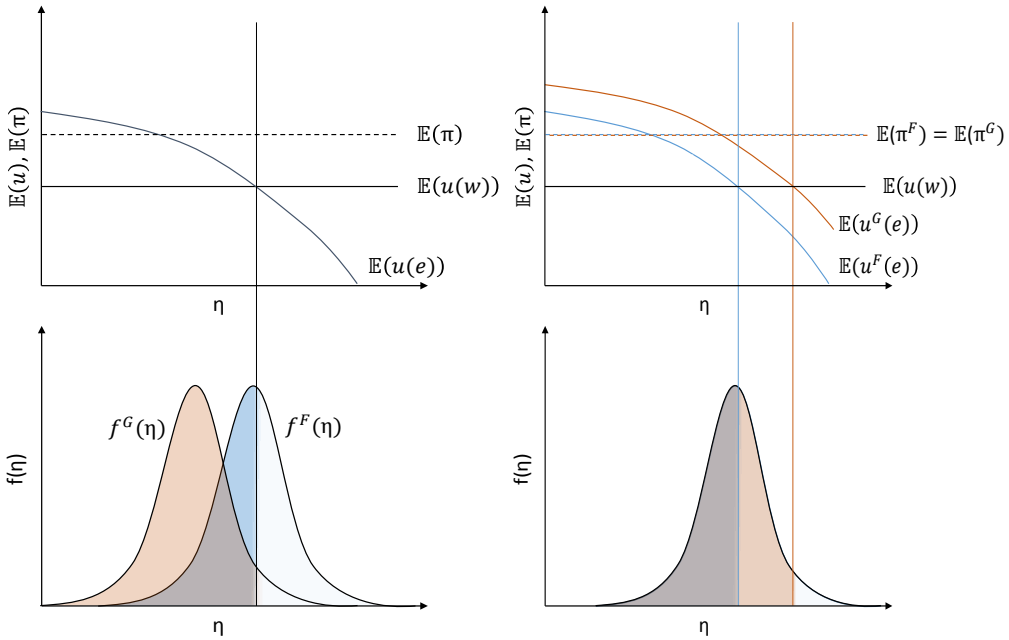 𝔼(u), 𝔼(π)
𝔼(π)
𝔼(u(w))
𝔼(u(e))
η
f(η)
f^G(η)
f^F(η)
η
𝔼(u), 𝔼(π)
𝔼(π^F) = 𝔼(π^G)
𝔼(u(w))
𝔼(u^G(e))
𝔼(u^F(e))
η
f(η)
η